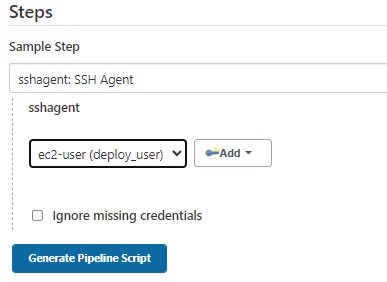 Steps
Sample Step
sshagent: SSH Agent
sshagent
ec2-user (deploy_user)
Add
Ignore missing credentials
Generate Pipeline Script